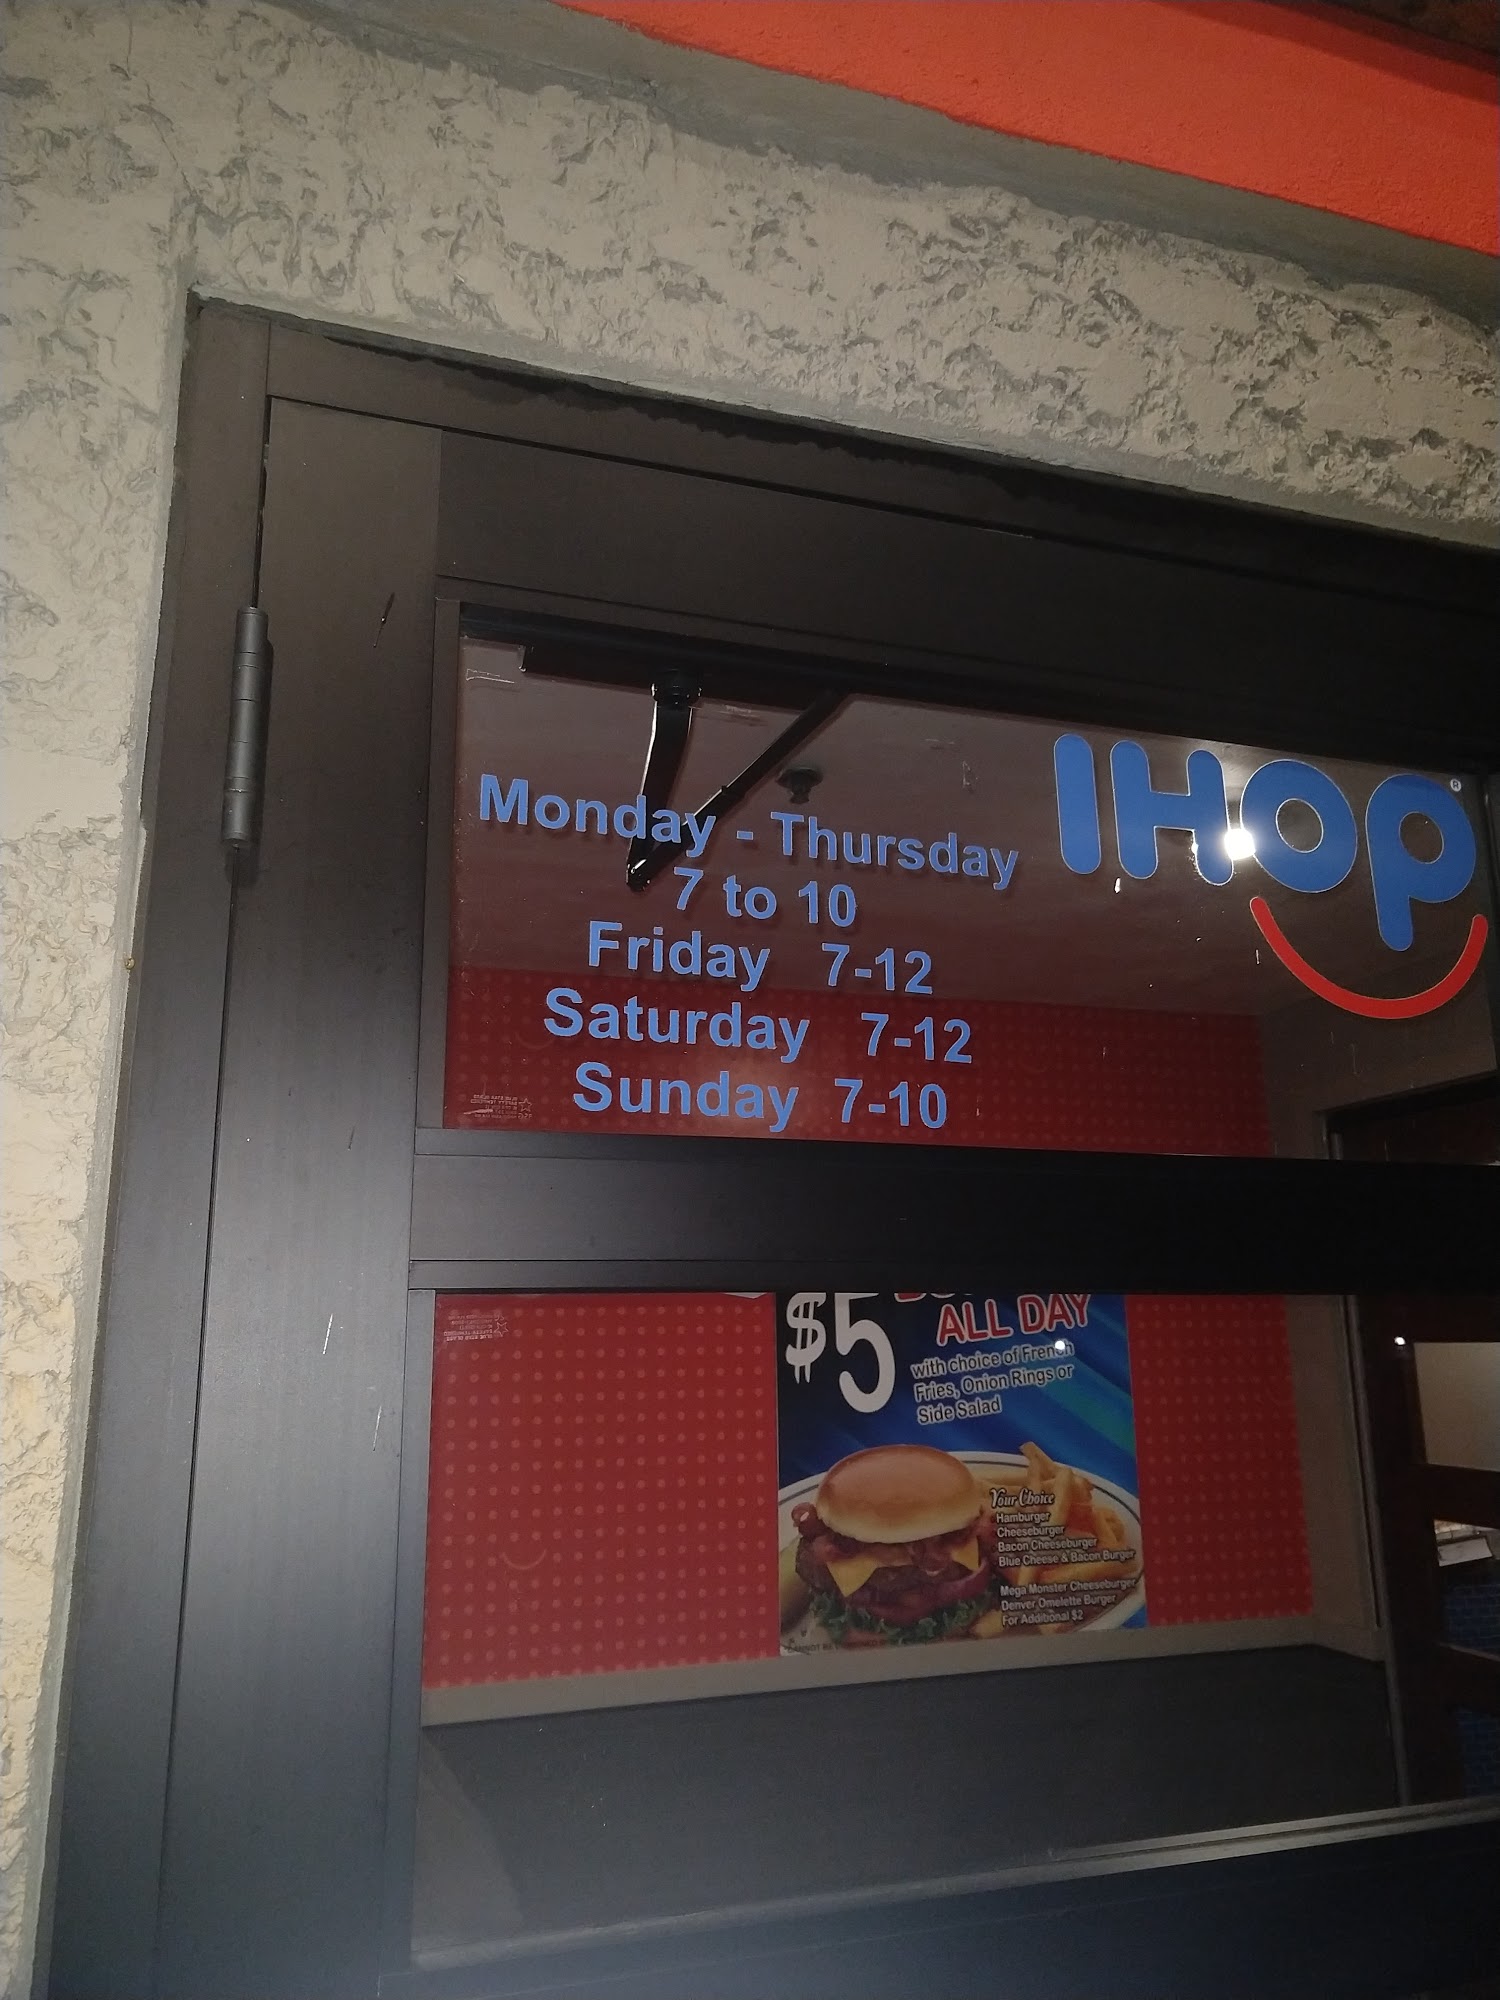 IHOP®
Monday - Thursday
7 to 10
Friday 7-12
Saturday 7-12
Sunday 7-10
$5
ALL DAY
with choice of French
Fries, Onion Rings or
Side Salad
Your Choice
Hamburger
Cheeseburger
Bacon Cheeseburger
Blue Cheese & Bacon Burger
Mega Monster Cheeseburger
Denver Omelette Burger
For Additional $2